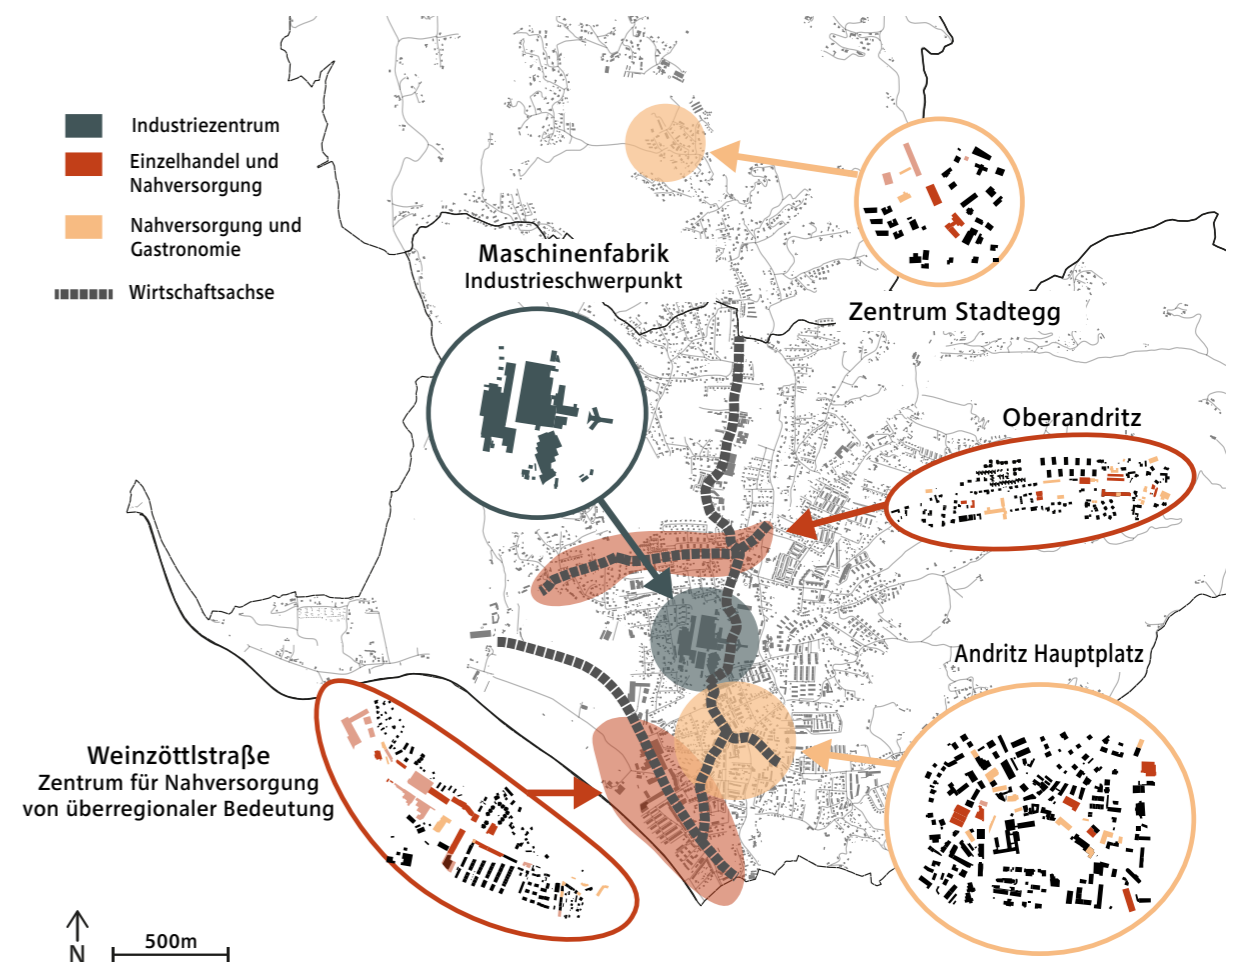 Industriezentrum
Einzelhandel und
Nahversorgung
Nahversorgung und
Gastronomie
Wirtschaftsachse
Maschinenfabrik
Industrieschwerpunkt
Zentrum Stadtegg
Oberandritz
Andritz Hauptplatz
Weinzöttlstraße
Zentrum für Nahversorgung
von überregionaler Bedeutung
N
500m